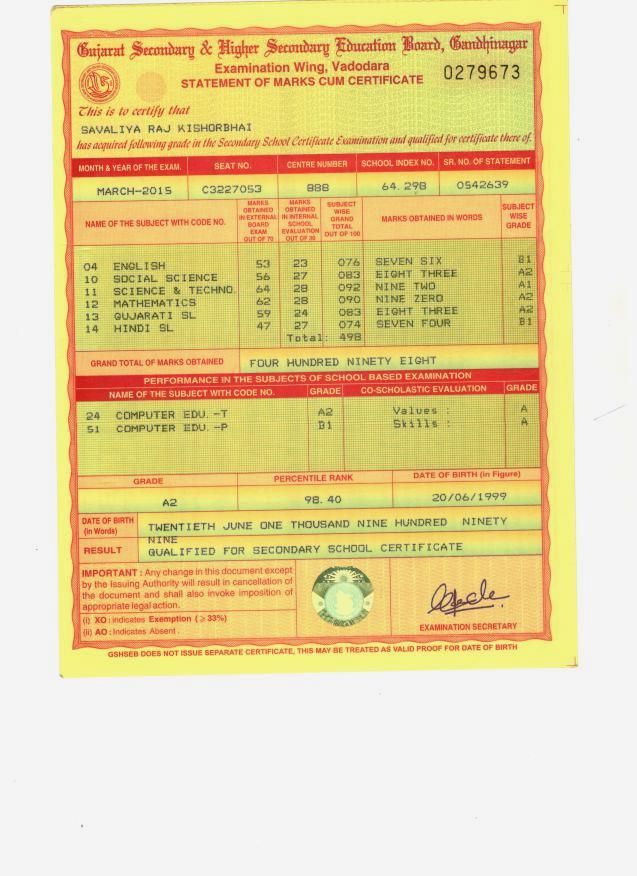 Gujarat Secondary & Higher Secondary Education Board, Gandhinagar
Examination Wing, Vadodara
STATEMENT OF MARKS CUM CERTIFICATE
0279673
This is to certify that
SAVALIYA RAJ KISHORBHAI
has acquired following grade in the Secondary School Certificate Examination and qualified for certificate there of.
MONTH & YEAR OF THE EXAM. SEAT NO. CENTRE NUMBER SCHOOL INDEX NO. SR. NO. OF STATEMENT
MARCH-2015 C3227053 888 64.298 0542639
NAME OF THE SUBJECT WITH CODE NO. MARKS OBTAINED IN EXTERNAL BOARD EXAM OUT OF 70 MARKS OBTAINED IN INTERNAL SCHOOL EVALUATION OUT OF 30 SUBJECT WISE GRAND TOTAL OUT OF 100 MARKS OBTAINED IN WORDS SUBJECT WISE GRADE
04 ENGLISH 53 23 076 SEVEN SIX B1
10 SOCIAL SCIENCE 56 27 083 EIGHT THREE A2
11 SCIENCE & TECHNO. 64 28 092 NINE TWO A1
12 MATHEMATICS 62 28 090 NINE ZERO A2
13 GUJARATI SL 59 24 083 EIGHT THREE A2
14 HINDI SL 47 27 074 SEVEN FOUR B1
Total: 498
GRAND TOTAL OF MARKS OBTAINED FOUR HUNDRED NINETY EIGHT
PERFORMANCE IN THE SUBJECTS OF SCHOOL BASED EXAMINATION
NAME OF THE SUBJECT WITH CODE NO. GRADE CO-SCHOLASTIC EVALUATION GRADE
24 COMPUTER EDU. -T A2 Values : A
51 COMPUTER EDU. -P B1 Skills : A
GRADE PERCENTILE RANK DATE OF BIRTH (in Figure)
A2 98.40 20/06/1999
DATE OF BIRTH (in Words) TWENTIETH JUNE ONE THOUSAND NINE HUNDRED NINETY
NINE
RESULT QUALIFIED FOR SECONDARY SCHOOL CERTIFICATE
IMPORTANT : Any change in this document except
by the Issuing Authority will result in cancellation of
the document and shall also invoke imposition of
appropriate legal action.
(i) XO : indicates Exemption (≥ 33%)
(ii) AO : Indicates Absent .
EXAMINATION SECRETARY
GSHSEB DOES NOT ISSUE SEPARATE CERTIFICATE, THIS MAY BE TREATED AS VALID PROOF FOR DATE OF BIRTH